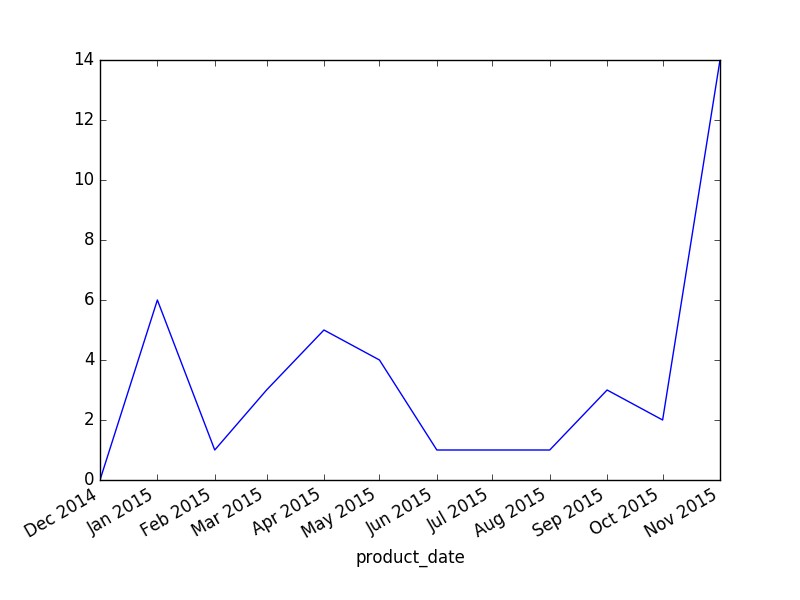 14
12
10
8
6
4
2
0
Dec 2014
Jan 2015
Feb 2015
Mar 2015
Apr 2015
May 2015
Jun 2015
Jul 2015
Aug 2015
Sep 2015
Oct 2015
Nov 2015
product_date